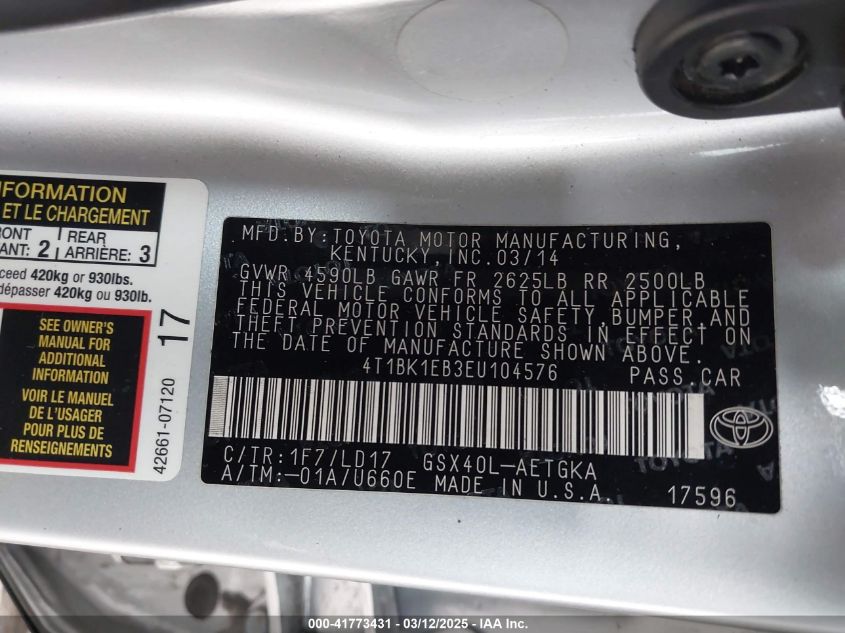 NFORMATION
ET LE CHARGEMENT
RONT
ANT: 2
REAR
ARRIÈRE: 3
ceed 420kg or 930lbs.
dépasser 420kg ou 930lb.
SEE OWNER'S
MANUAL FOR
ADDITIONAL
INFORMATION
VOIR LE MANUEL
DE L'USAGER
POUR PLUS DE
RENSEIGNEMENTS
17
42661-07120
MFD.BY:TOYOTA MOTOR MANUFACTURING,
KENTUCKY, INC.03/14
GVWR 4590LB GAWR FR 2625LB RR 2500LB
THIS VEHICLE CONFORMS TO ALL APPLICABLE
FEDERAL MOTOR VEHICLE SAFETY, BUMPER, AND
THEFT PREVENTION STANDARDS IN EFFECT ON
THE DATE OF MANUFACTURE SHOWN ABOVE.
4T1BK1EB3EU104576 PASS.CAR
C/TR:1F7/LD17 GSX40L-AETGKA
A/TM:-01A/U660E MADE IN U.S.A. 17596
000-41773431 - 03/12/2025 - IAA Inc.